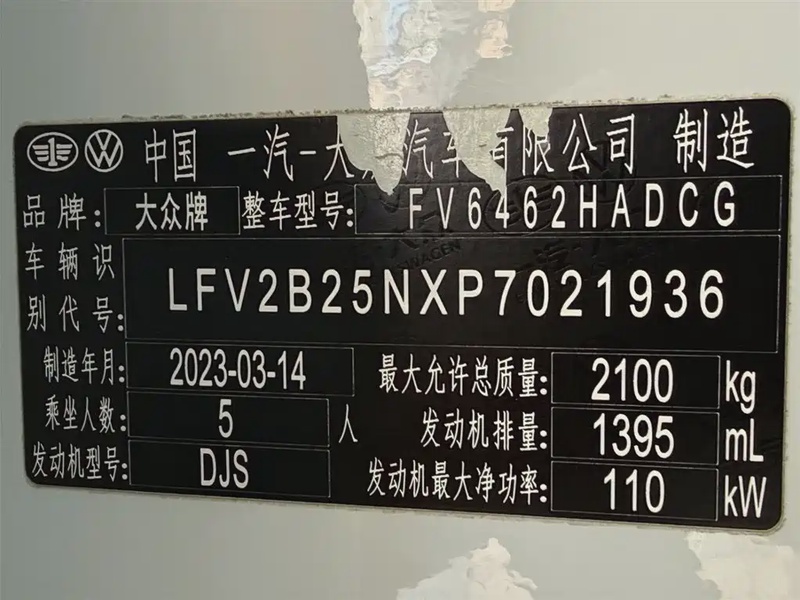 中国 一汽-大众汽车有限公司 制造
品牌: 大众牌 整车型号: FV6462HADCG
车辆识别代号: LFV2B25NXP7021936
制造年月: 2023-03-14 最大允许总质量: 2100 kg
乘坐人数: 5 人 发动机排量: 1395 mL
发动机型号: DJS 发动机最大净功率: 110 kW